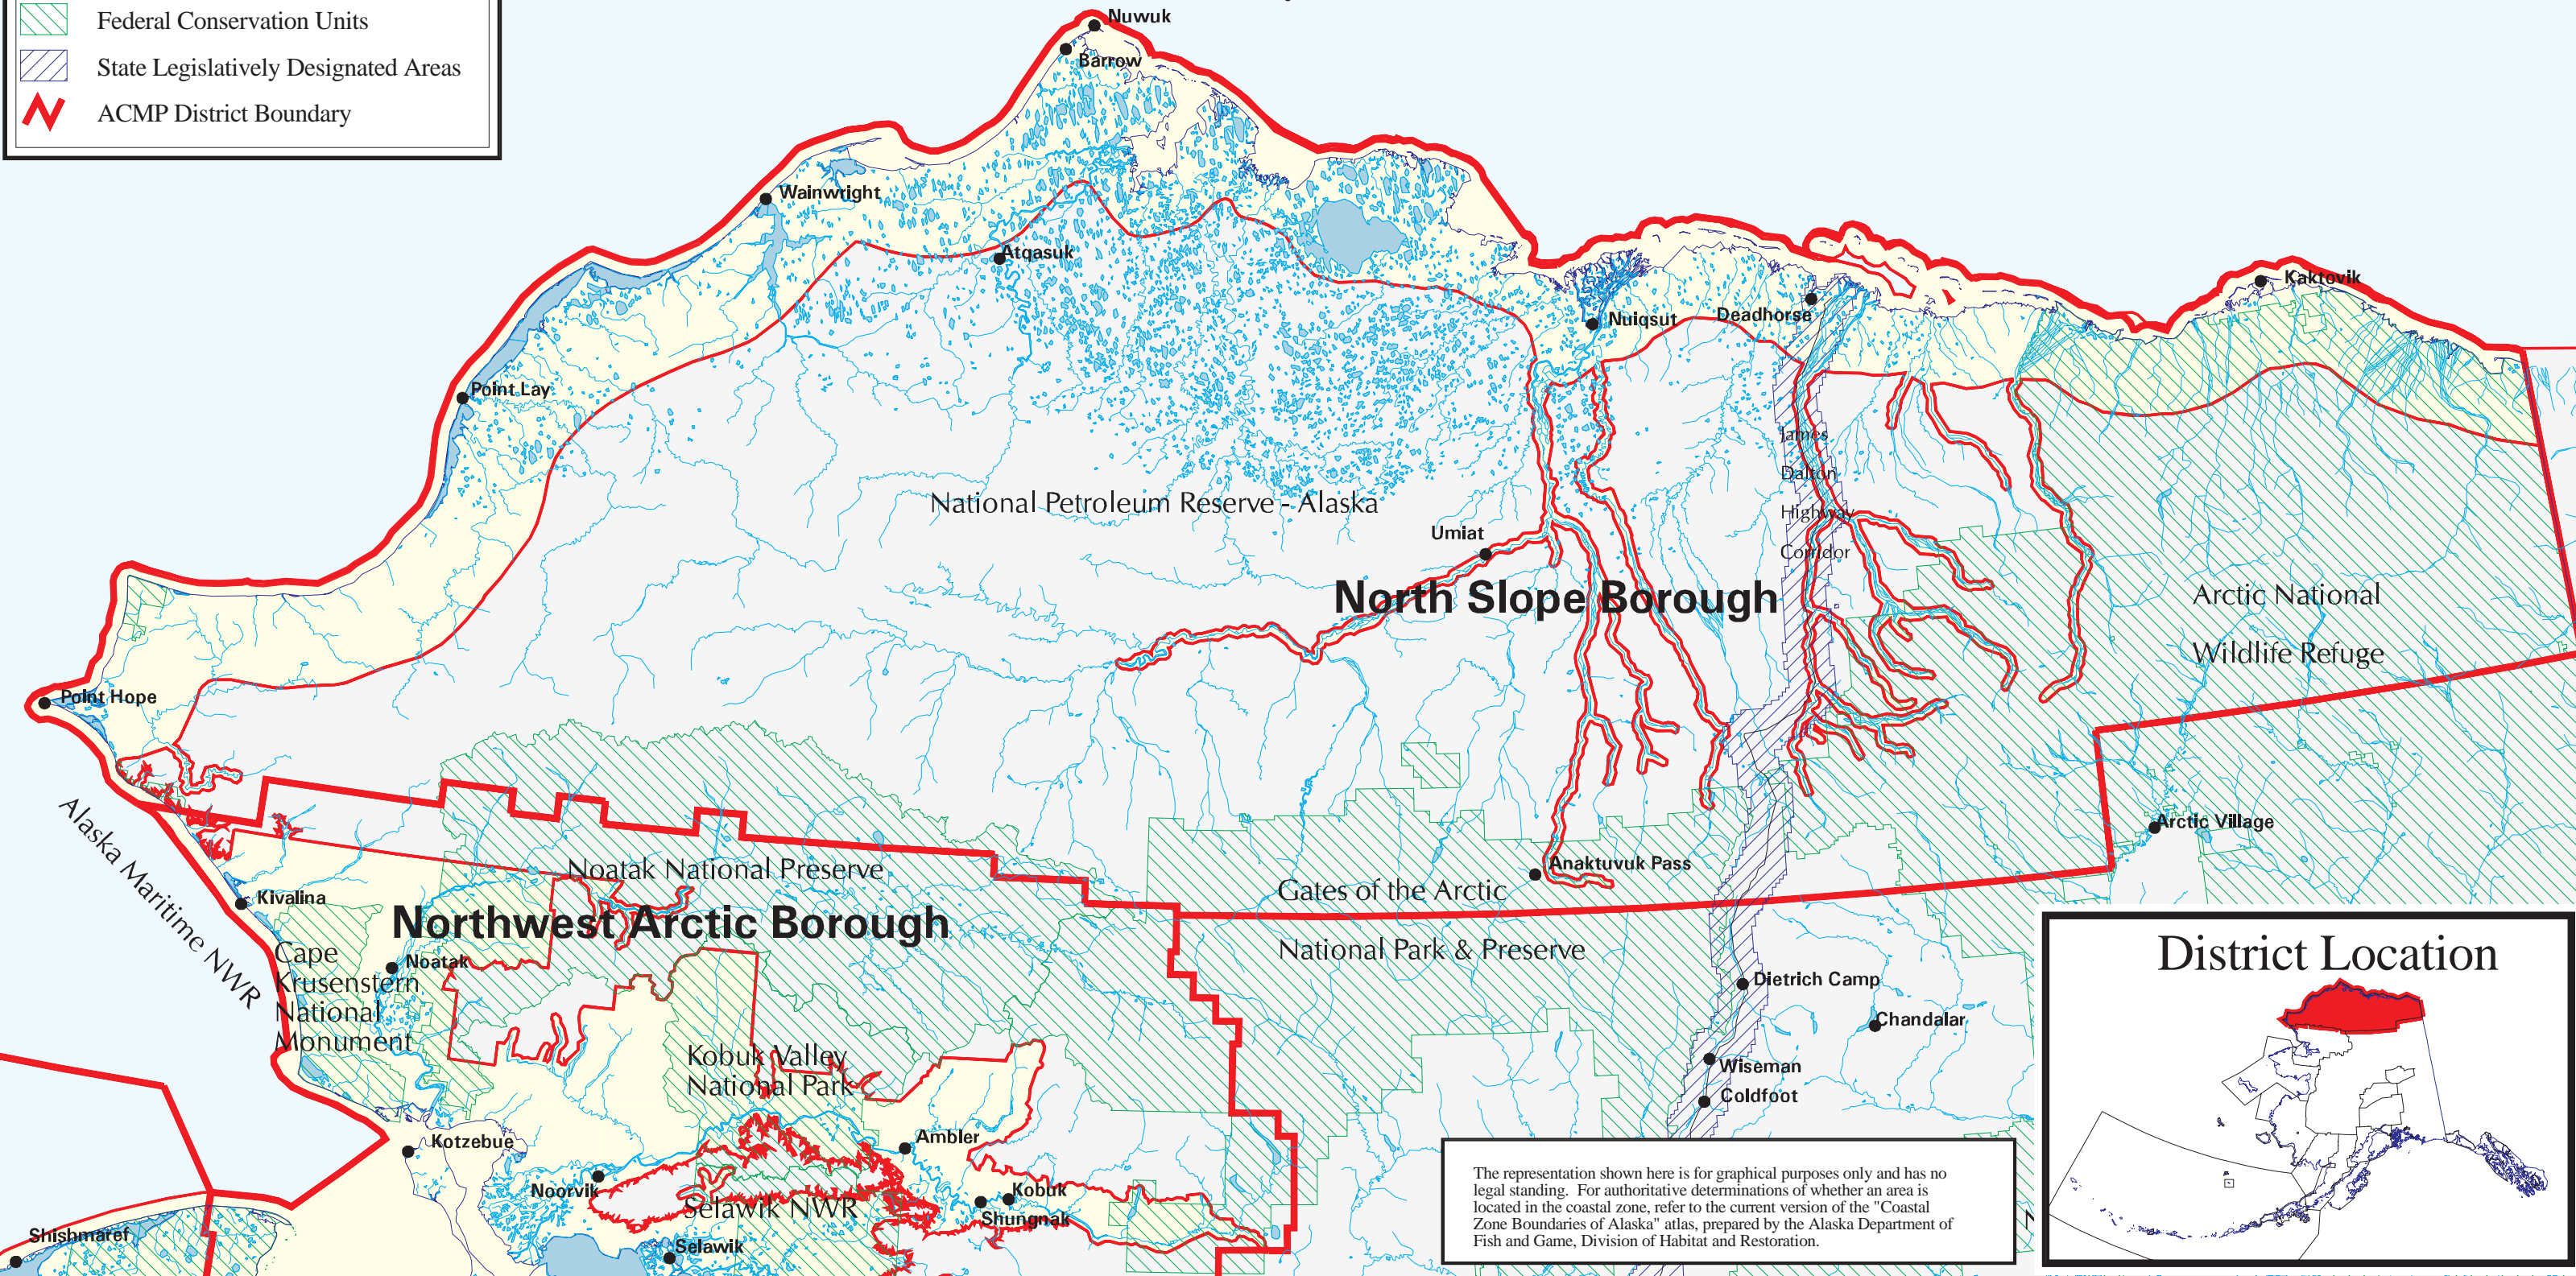 Federal Conservation Units
State Legislatively Designated Areas
ACMP District Boundary
Nuwuk
Barrow
Wainwright
Atqasuk
Kaktovik
Nuiqsut
Deadhorse
Point Lay
James
Dalton
Highway
Corridor
National Petroleum Reserve - Alaska
Umiat
North Slope Borough
Arctic National
Wildlife Refuge
Point Hope
Alaska Maritime NWR
Arctic Village
Noatak National Preserve
Anaktuvuk Pass
Gates of the Arctic
National Park & Preserve
Kivalina
Northwest Arctic Borough
Cape
Krusenstern
National
Monument
Noatak
Dietrich Camp
Chandalar
Kobuk Valley
National Park
Wiseman
Coldfoot
Kotzebue
Ambler
Noorvik
Kobuk
Shungnak
Selawik NWR
Selawik
Shishmaref
District Location
The representation shown here is for graphical purposes only and has no
legal standing. For authoritative determinations of whether an area is
located in the coastal zone, refer to the current version of the "Coastal
Zone Boundaries of Alaska" atlas, prepared by the Alaska Department of
Fish and Game, Division of Habitat and Restoration.